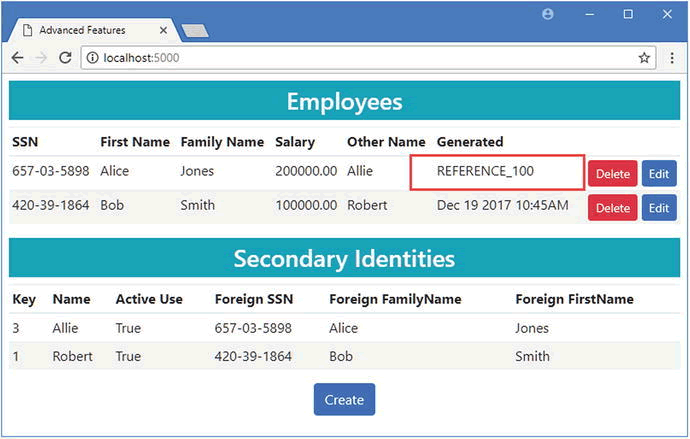 Advanced Features
localhost:5000
Employees
SSN First Name Family Name Salary Other Name Generated
657-03-5898 Alice Jones 200000.00 Allie REFERENCE_100 Delete Edit
420-39-1864 Bob Smith 100000.00 Robert Dec 19 2017 10:45AM Delete Edit
Secondary Identities
Key Name Active Use Foreign SSN Foreign FamilyName Foreign FirstName
3 Allie True 657-03-5898 Alice Jones
1 Robert True 420-39-1864 Bob Smith
Create